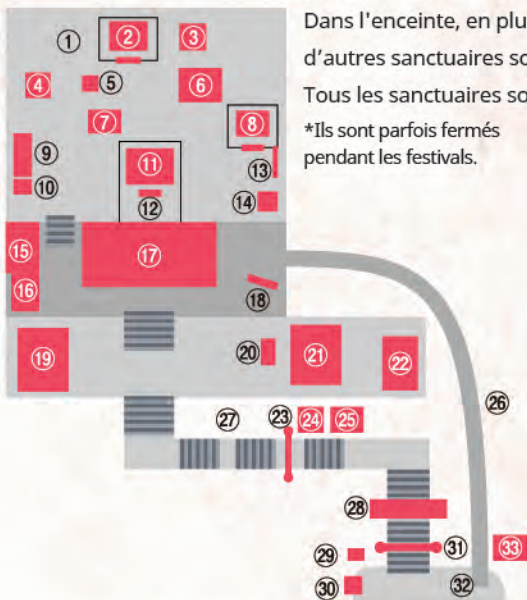 Dans l'enceinte, en plu
d'autres sanctuaires so
Tous les sanctuaires so
*Ils sont parfois fermés
pendant les festivals.
① ② ③
④ ⑤ ⑥
⑦ ⑧
⑨ ⑪ ⑬
⑩ ⑫ ⑭
⑮ ⑰
⑯ ⑱
⑲ ⑳ ㉑ ㉒
㉗ ㉓ ㉔ ㉕ ㉖
㉘
㉙ ㉛ ㉝
㉚ ㉜